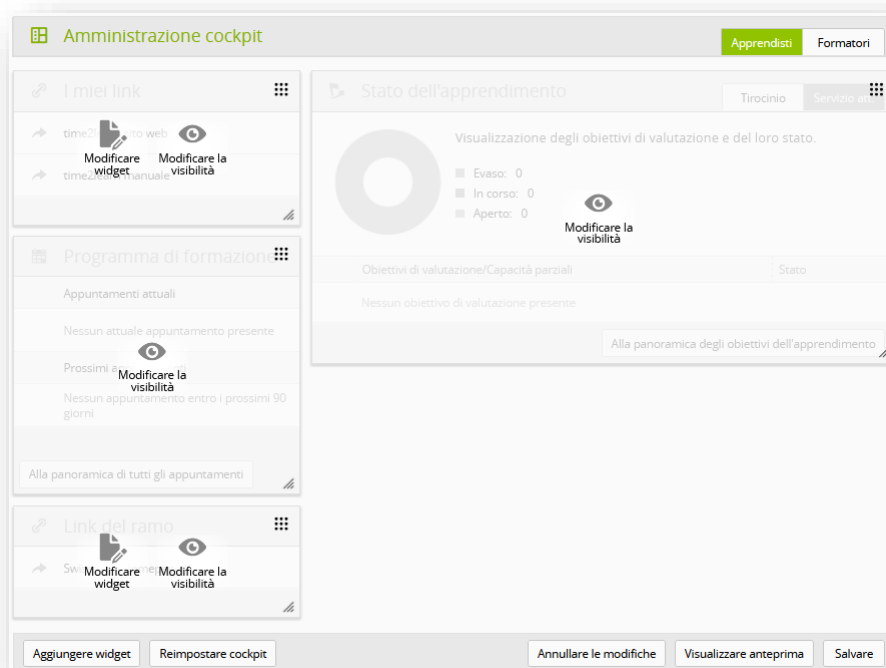 Amministrazione cockpit
Apprendisti Formatori
I miei link
time2learn sito web
Modificare widget
Modificare la visibilità
time2learn manuale
Stato dell'apprendimento
Tirocinio Servizio att.
Visualizzazione degli obiettivi di valutazione e del loro stato.
Evaso: 0
In corso: 0
Aperto: 0
Modificare la visibilità
Obiettivi di valutazione/Capacità parziali Stato
Nessun obiettivo di valutazione presente
Alla panoramica degli obiettivi dell'apprendimento
Programma di formazione
Appuntamenti attuali
Nessun attuale appuntamento presente
Prossimi
Modificare la visibilità
Nessun appuntamento entro i prossimi 90
giorni
Alla panoramica di tutti gli appuntamenti
Link del ramo
Modificare widget
Modificare la visibilità
Aggiungere widget Reimpostare cockpit Annullare le modifiche Visualizzare anteprima Salvare